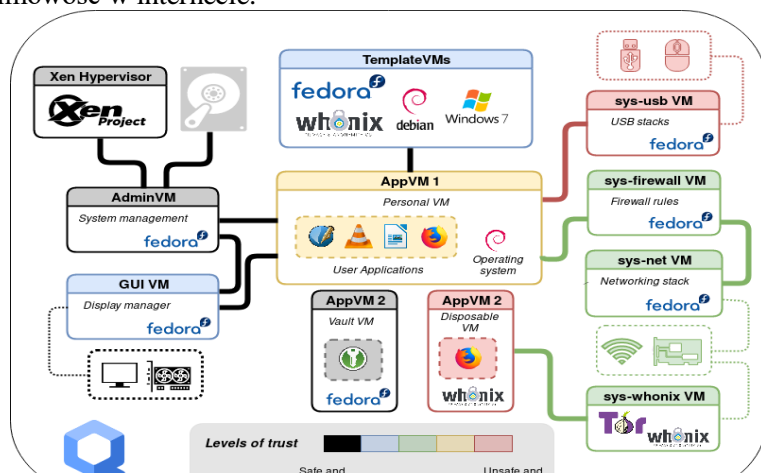 w internecie.
TemplateVMs
fedora
whonix
debian
Windows 7
Xen Hypervisor
Xen
Project
sys-usb VM
USB stacks
fedora
AdminVM
System management
fedora
AppVM 1
Personal VM
User Applications
Operating
system
sys-firewall VM
Firewall rules
fedora
sys-net VM
Networking stack
fedora
GUI VM
Display manager
fedora
AppVM 2
Vault VM
fedora
AppVM 2
Disposable
VM
whonix
sys-whonix VM
Tor
whonix
Levels of trust
Safe and
Unsafe and